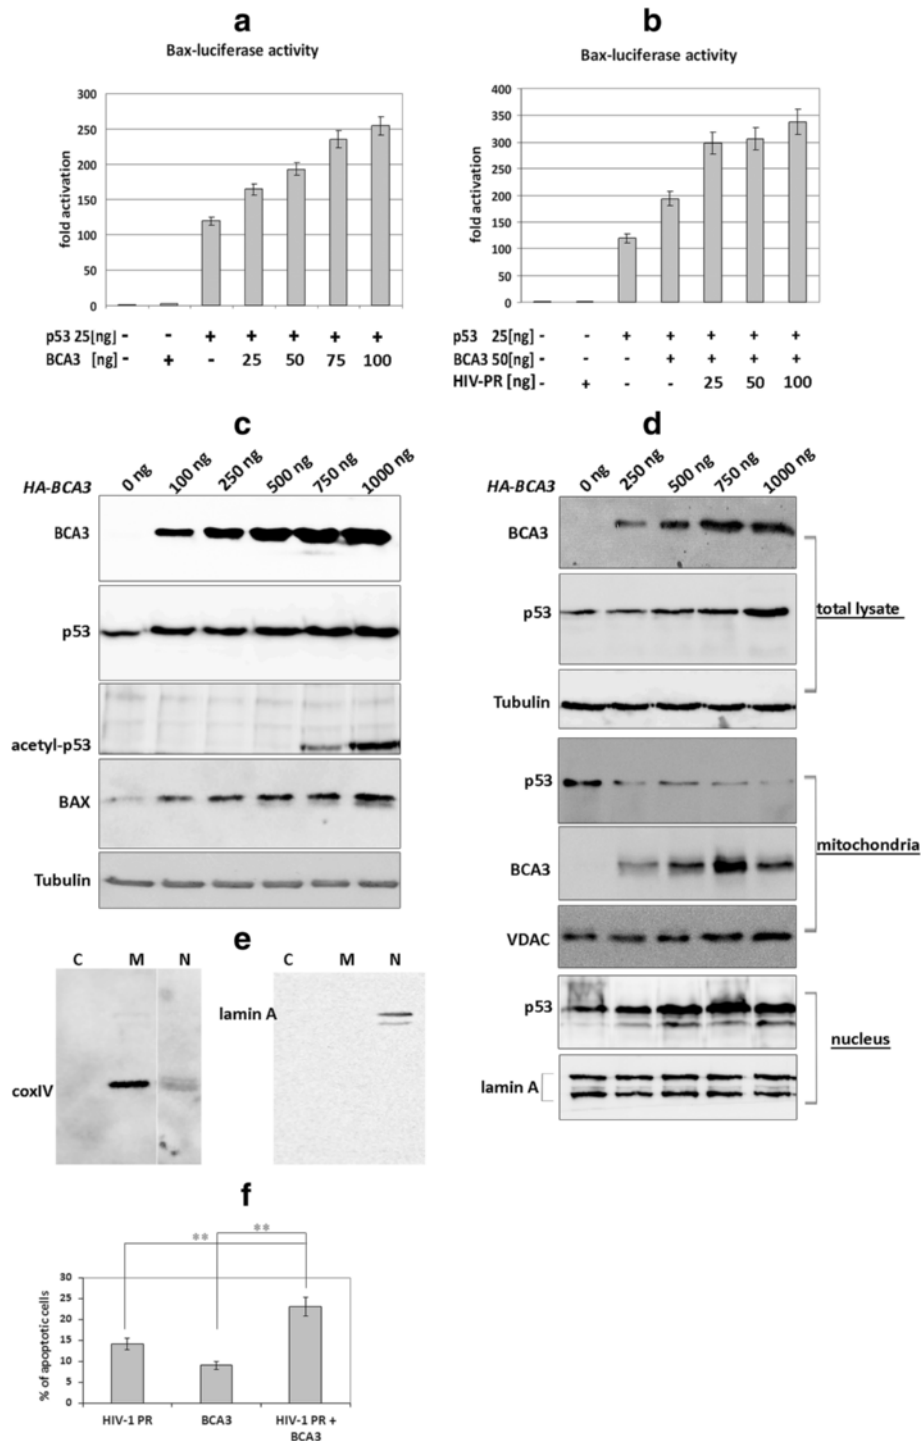 a
Bax-luciferase activity
fold activation
300
250
200
150
100
50
0
p53 25[ng] - - + + + + +
BCA3 [ng] - + - 25 50 75 100
b
Bax-luciferase activity
fold activation
400
350
300
250
200
150
100
50
0
p53 25[ng] - - + + + + +
BCA3 50[ng] - - - + + + +
HIV-PR [ng] - + - - 25 50 100
c
HA-BCA3 0 ng 100 ng 250 ng 500 ng 750 ng 1000 ng
BCA3
p53
acetyl-p53
BAX
Tubulin
d
HA-BCA3 0 ng 250 ng 500 ng 750 ng 1000 ng
BCA3
p53
total lysate
Tubulin
p53
mitochondria
BCA3
VDAC
p53
nucleus
lamin A
e
C M N
coxIV
C M N
lamin A
f
** **
% of apoptotic cells
30
25
20
15
10
5
0
HIV-1 PR BCA3 HIV-1 PR +
BCA3